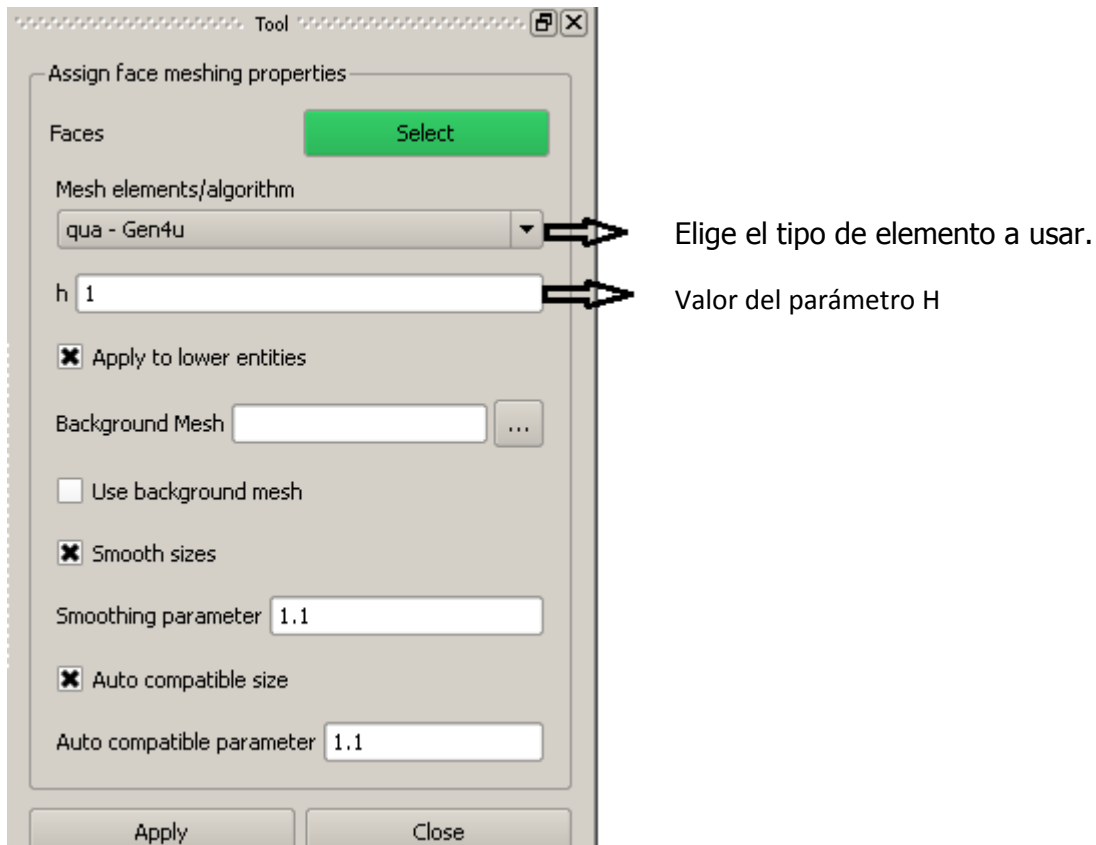 Tool
Assign face meshing properties
Faces Select
Mesh elements/algorithm
qua - Gen4u Elige el tipo de elemento a usar.
h 1 Valor del parámetro H
Apply to lower entities
Background Mesh ...
Use background mesh
Smooth sizes
Smoothing parameter 1.1
Auto compatible size
Auto compatible parameter 1.1
Apply Close